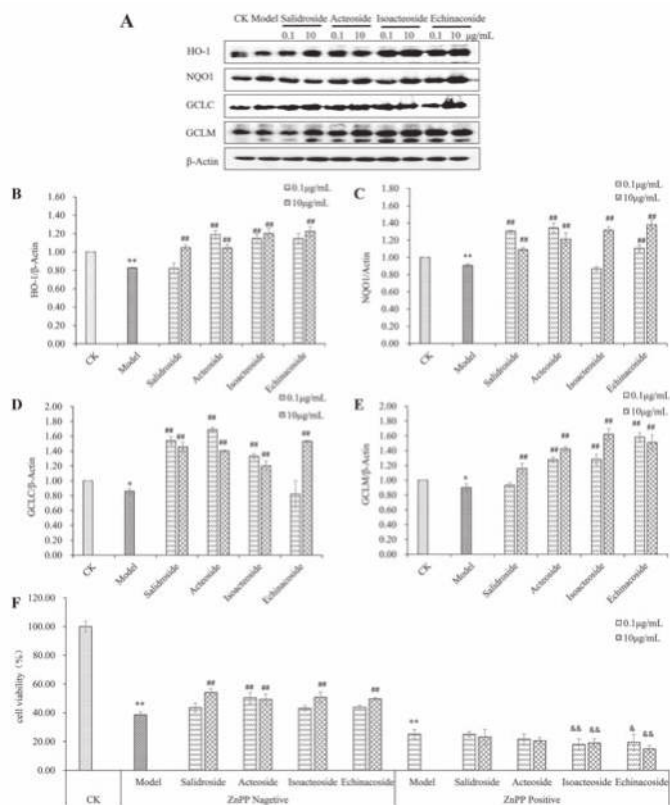 A
CK Model Salidroside Acteoside Isoacteoside Echinacoside
0.1 10 0.1 10 0.1 10 0.1 10 μg/mL
HO-1
NQO1
GCLC
GCLM
β-Actin
B
HO-1/β-Actin
1.40
1.20
1.00
0.80
0.60
0.40
0.20
0.00
0.1μg/mL
10μg/mL
** ## ## ## ## ## ## ##
CK Model Salidroside Acteoside Isoacteoside Echinacoside
C
NQO1/Actin
1.80
1.60
1.40
1.20
1.00
0.80
0.60
0.40
0.20
0.00
0.1μg/mL
10μg/mL
** ## ## ## ## ## ## ##
CK Model Salidroside Acteoside Isoacteoside Echinacoside
D
GCLC/β-Actin
2.00
1.80
1.60
1.40
1.20
1.00
0.80
0.60
0.40
0.20
0.00
0.1μg/mL
10μg/mL
* ## ## ## ## ## ## ##
CK Model Salidroside Acteoside Isoacteoside Echinacoside
E
GCLM/β-Actin
2.00
1.80
1.60
1.40
1.20
1.00
0.80
0.60
0.40
0.20
0.00
0.1μg/mL
10μg/mL
* ## ## ## ## ## ## ##
CK Model Salidroside Acteoside Isoacteoside Echinacoside
F
cell viability (%)
120.00
100.00
80.00
60.00
40.00
20.00
0.00
0.1μg/mL
10μg/mL
** ## ## ## ## ## ** && && & &&
Model Salidroside Acteoside Isoacteoside Echinacoside Model Salidroside Acteoside Isoacteoside Echinacoside
CK ZnPP Nagetive ZnPP Positive